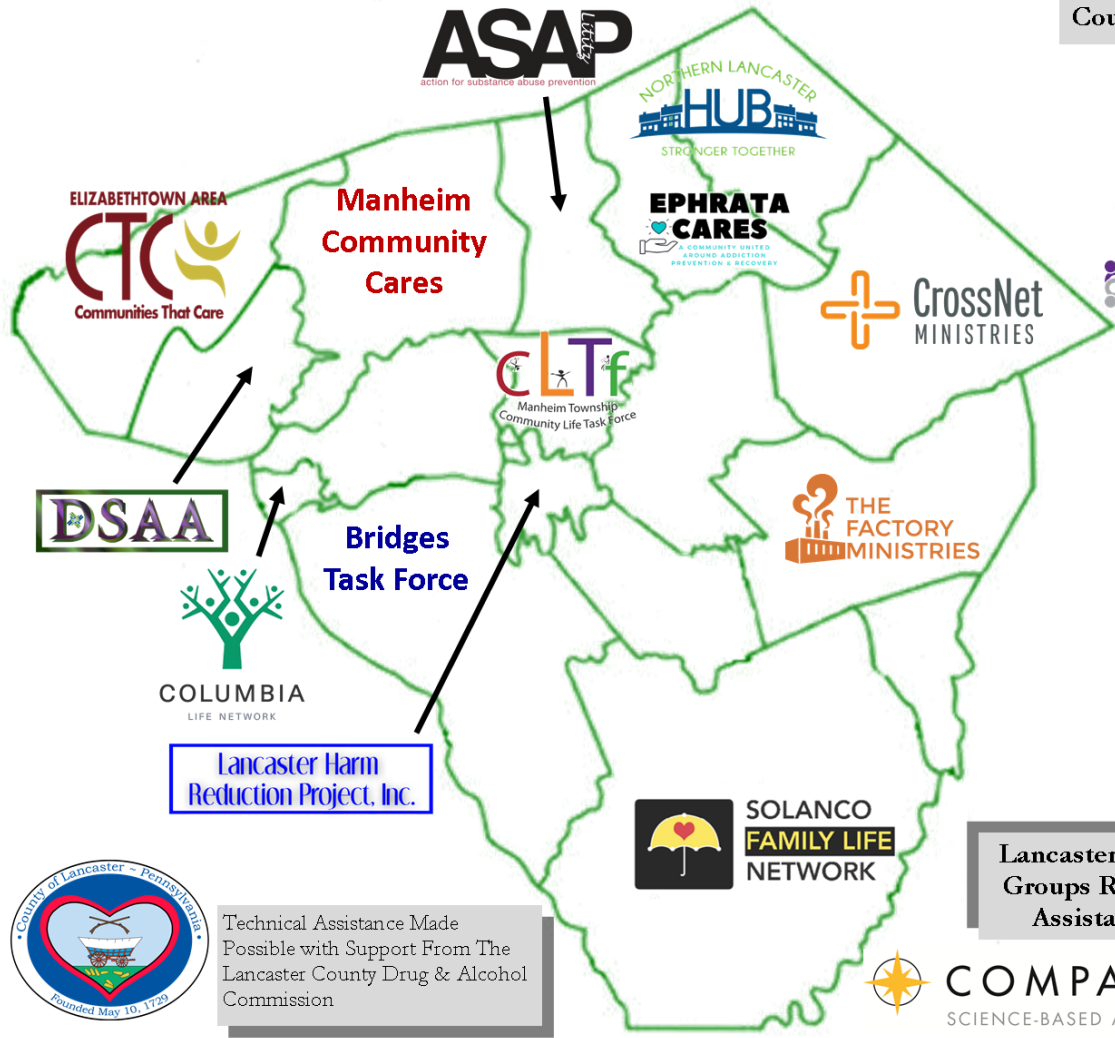 Cou
ASAP
Lititz
action for substance abuse prevention
NORTHERN LANCASTER
HUB
STRONGER TOGETHER
EPHRATA
CARES
A COMMUNITY UNITED
AROUND ADDICTION
PREVENTION & RECOVERY
ELIZABETHTOWN AREA
CTC
Communities That Care
Manheim
Community
Cares
CrossNet
MINISTRIES
CLTf
Manheim Township
Community Life Task Force
DSAA
THE
FACTORY
MINISTRIES
Bridges
Task Force
COLUMBIA
LIFE NETWORK
Lancaster Harm
Reduction Project, Inc.
SOLANCO
FAMILY LIFE
NETWORK
Lancaster
Groups R
Assista
County of Lancaster ~ Pennsylvania
Founded May 10, 1729
Technical Assistance Made
Possible with Support From The
Lancaster County Drug & Alcohol
Commission
COMPA
SCIENCE-BASED A